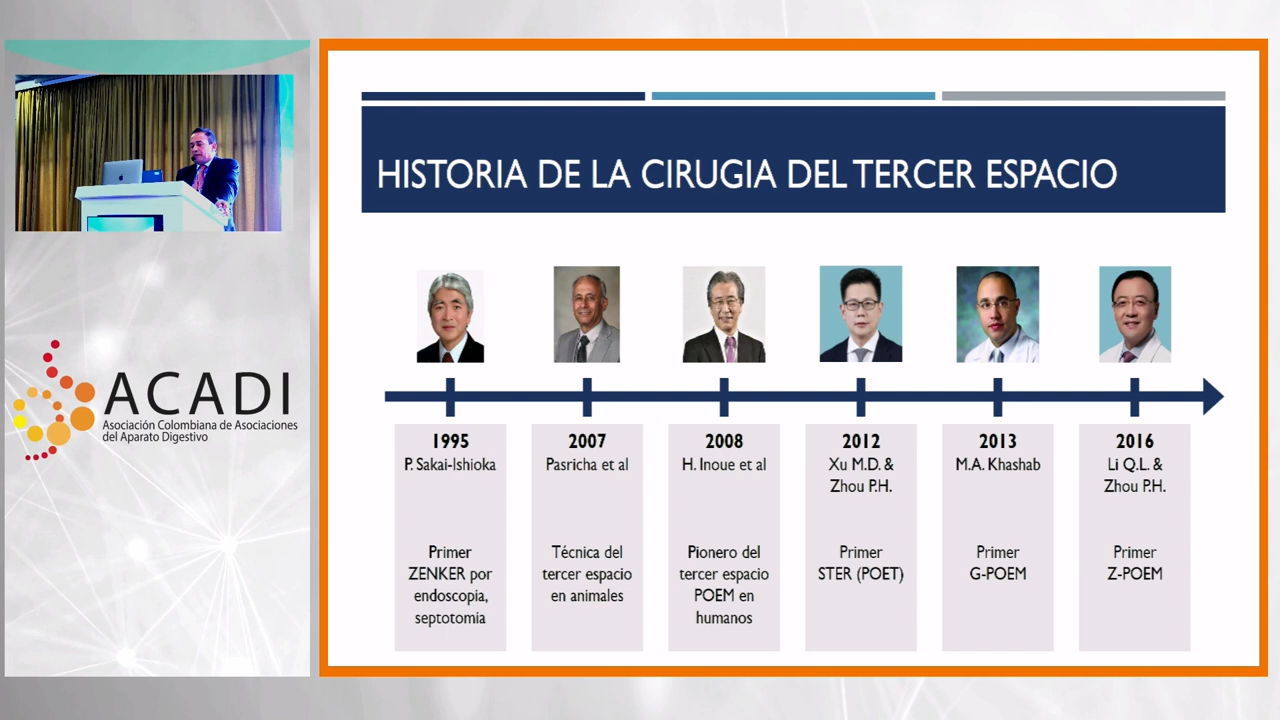 HISTORIA DE LA CIRUGIA DEL TERCER ESPACIO
ACADI
Asociación Colombiana de Asociaciones
del Aparato Digestivo
1995
P. Sakai-Ishioka
Primer
ZENKER por
endoscopia,
septotomia
2007
Pasricha et al
Técnica del
tercer espacio
en animales
2008
H. Inoue et al
Pionero del
tercer espacio
POEM en
humanos
2012
Xu M.D. &
Zhou P.H.
Primer
STER (POET)
2013
M.A. Khashab
Primer
G-POEM
2016
Li Q.L. &
Zhou P.H.
Primer
Z-POEM